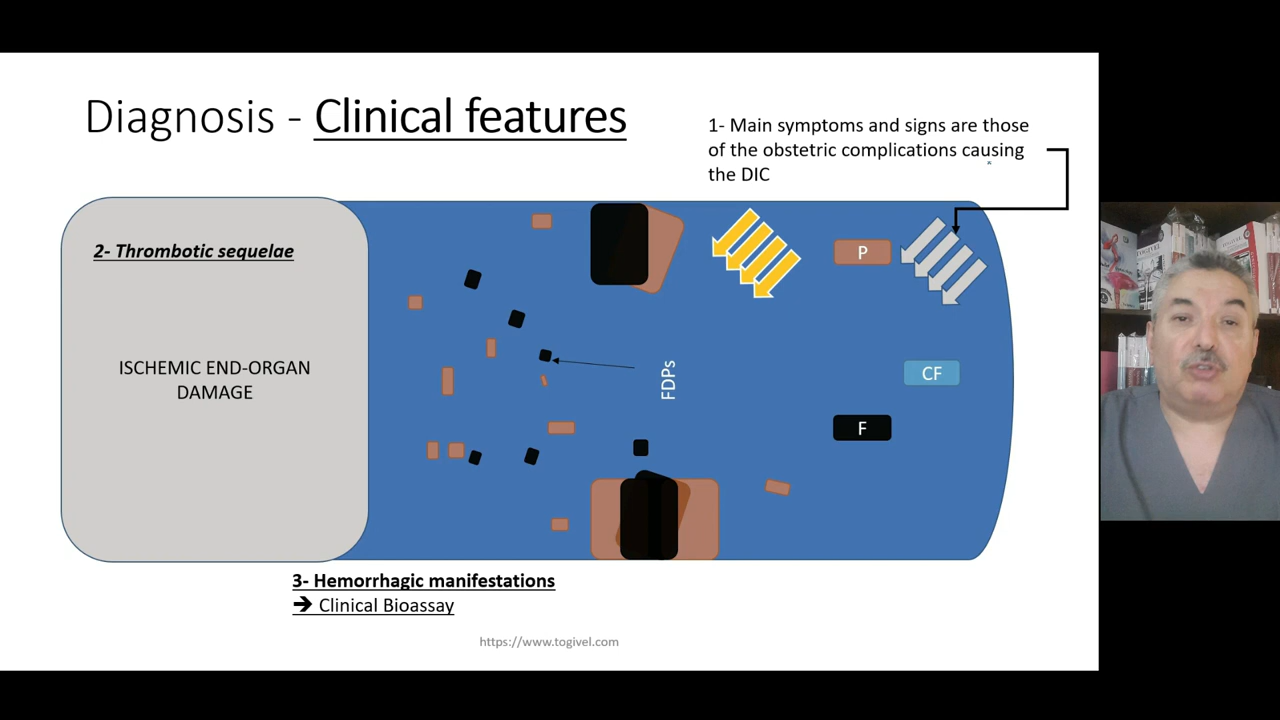 Diagnosis - Clinical features
1- Main symptoms and signs are those
of the obstetric complications causing
the DIC
2- Thrombotic sequelae
ISCHEMIC END-ORGAN
DAMAGE
P
FDPs
CF
F
3- Hemorrhagic manifestations
➔ Clinical Bioassay
https://www.togivel.com